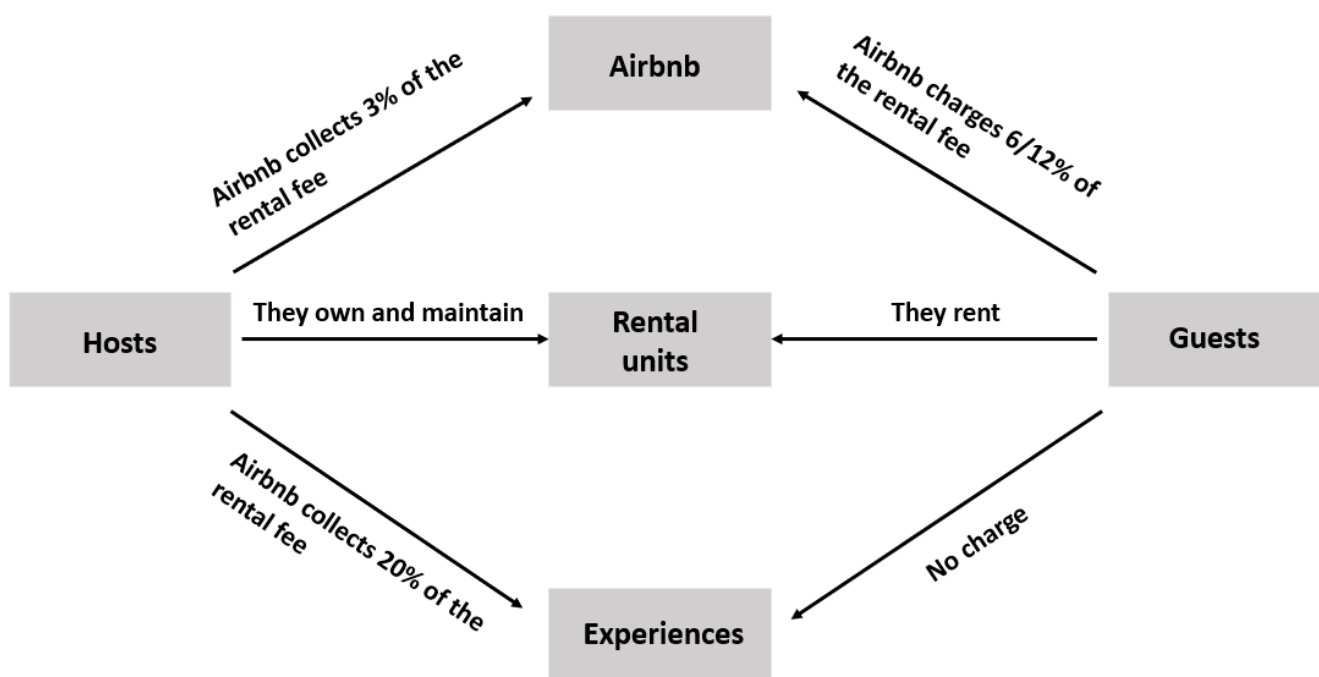 Airbnb
Airbnb collects 3% of the
rental fee
Airbnb charges 6/12% of
the rental fee
Hosts
They own and maintain
Rental
units
They rent
Guests
Airbnb collects 20% of the
rental fee
No charge
Experiences